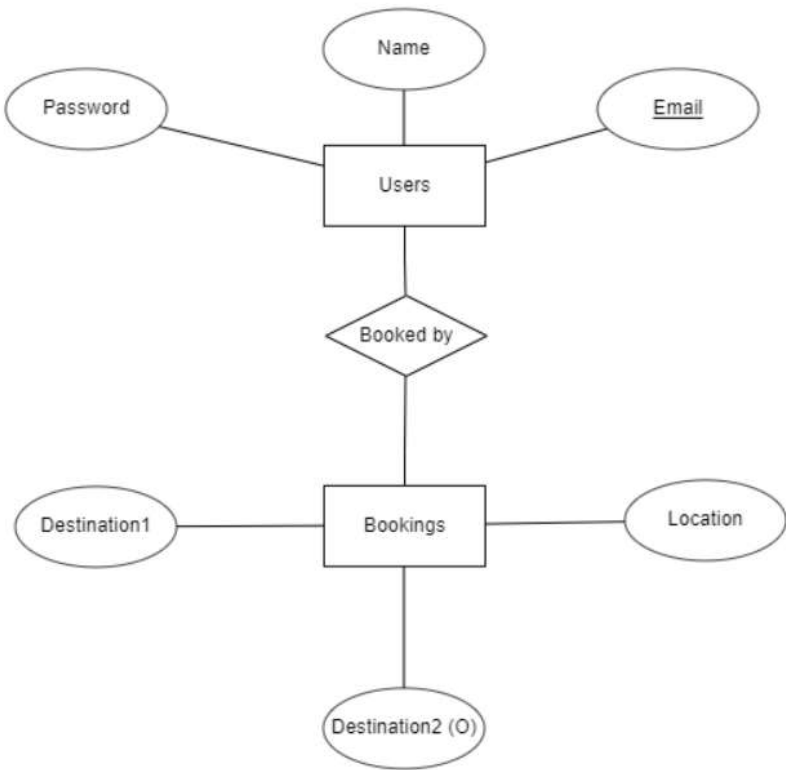 Name
Password
Email
Users
Booked by
Destination1
Bookings
Location
Destination2 (O)